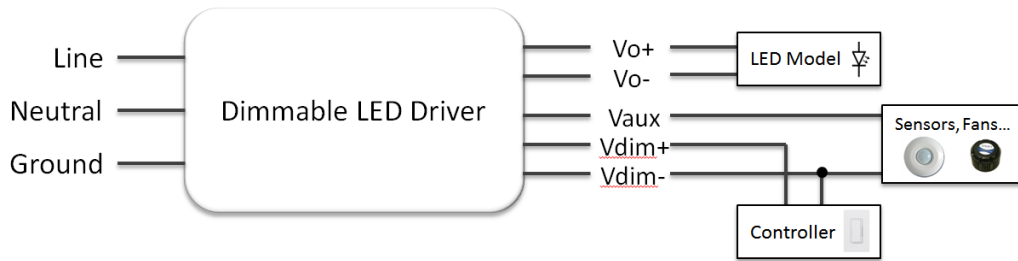 Line
Neutral
Ground
Dimmable LED Driver
Vo+
Vo-
Vaux
Vdim+
Vdim-
LED Model
Sensors, Fans...
Controller